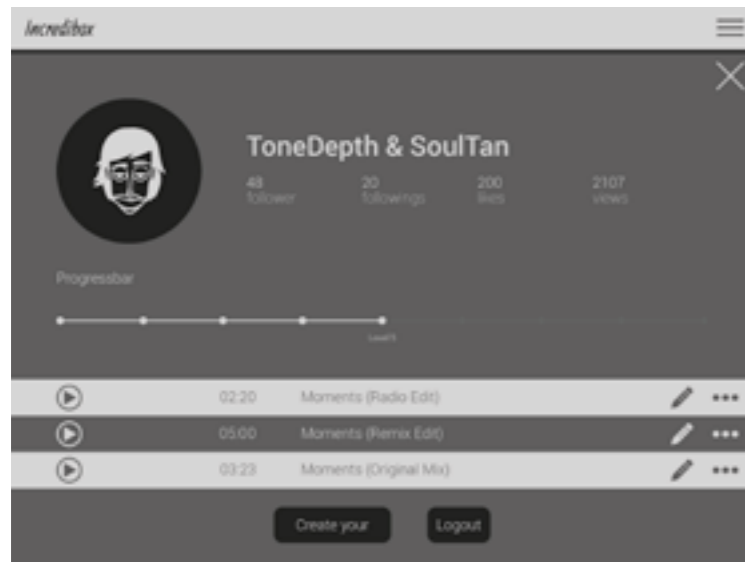 Incredibox
ToneDepth & SoulTan
48 20 200 2107
follower followings likes views
Progressbar
02:20 Moments (Radio Edit)
05:00 Moments (Remix Edit)
03:23 Moments (Original Mix)
Create your Logout